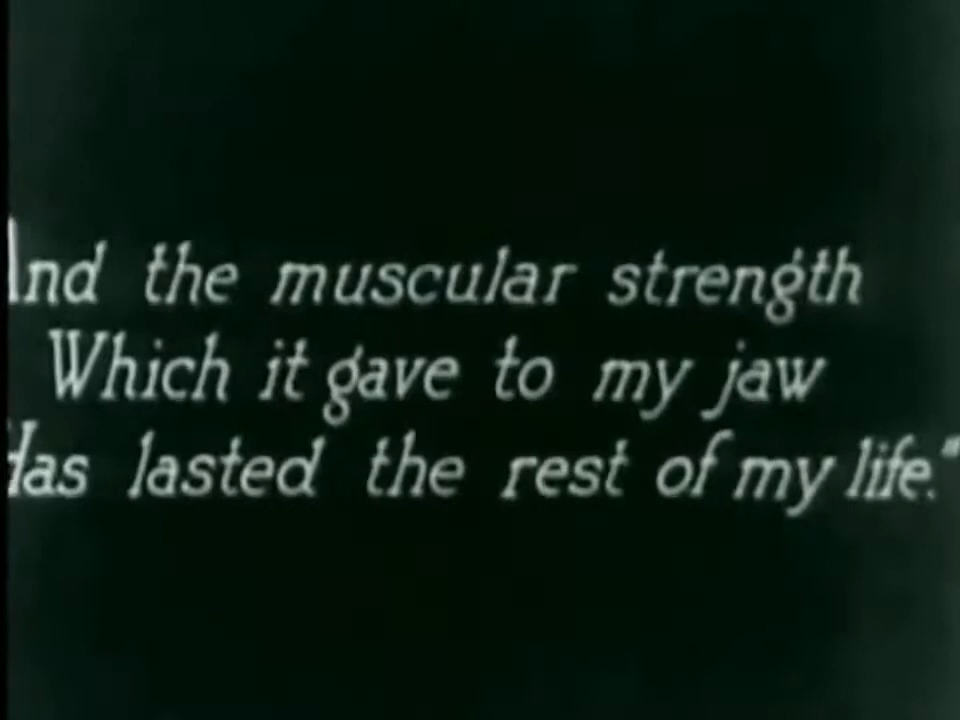 And the muscular strength
Which it gave to my jaw
Has lasted the rest of my life."